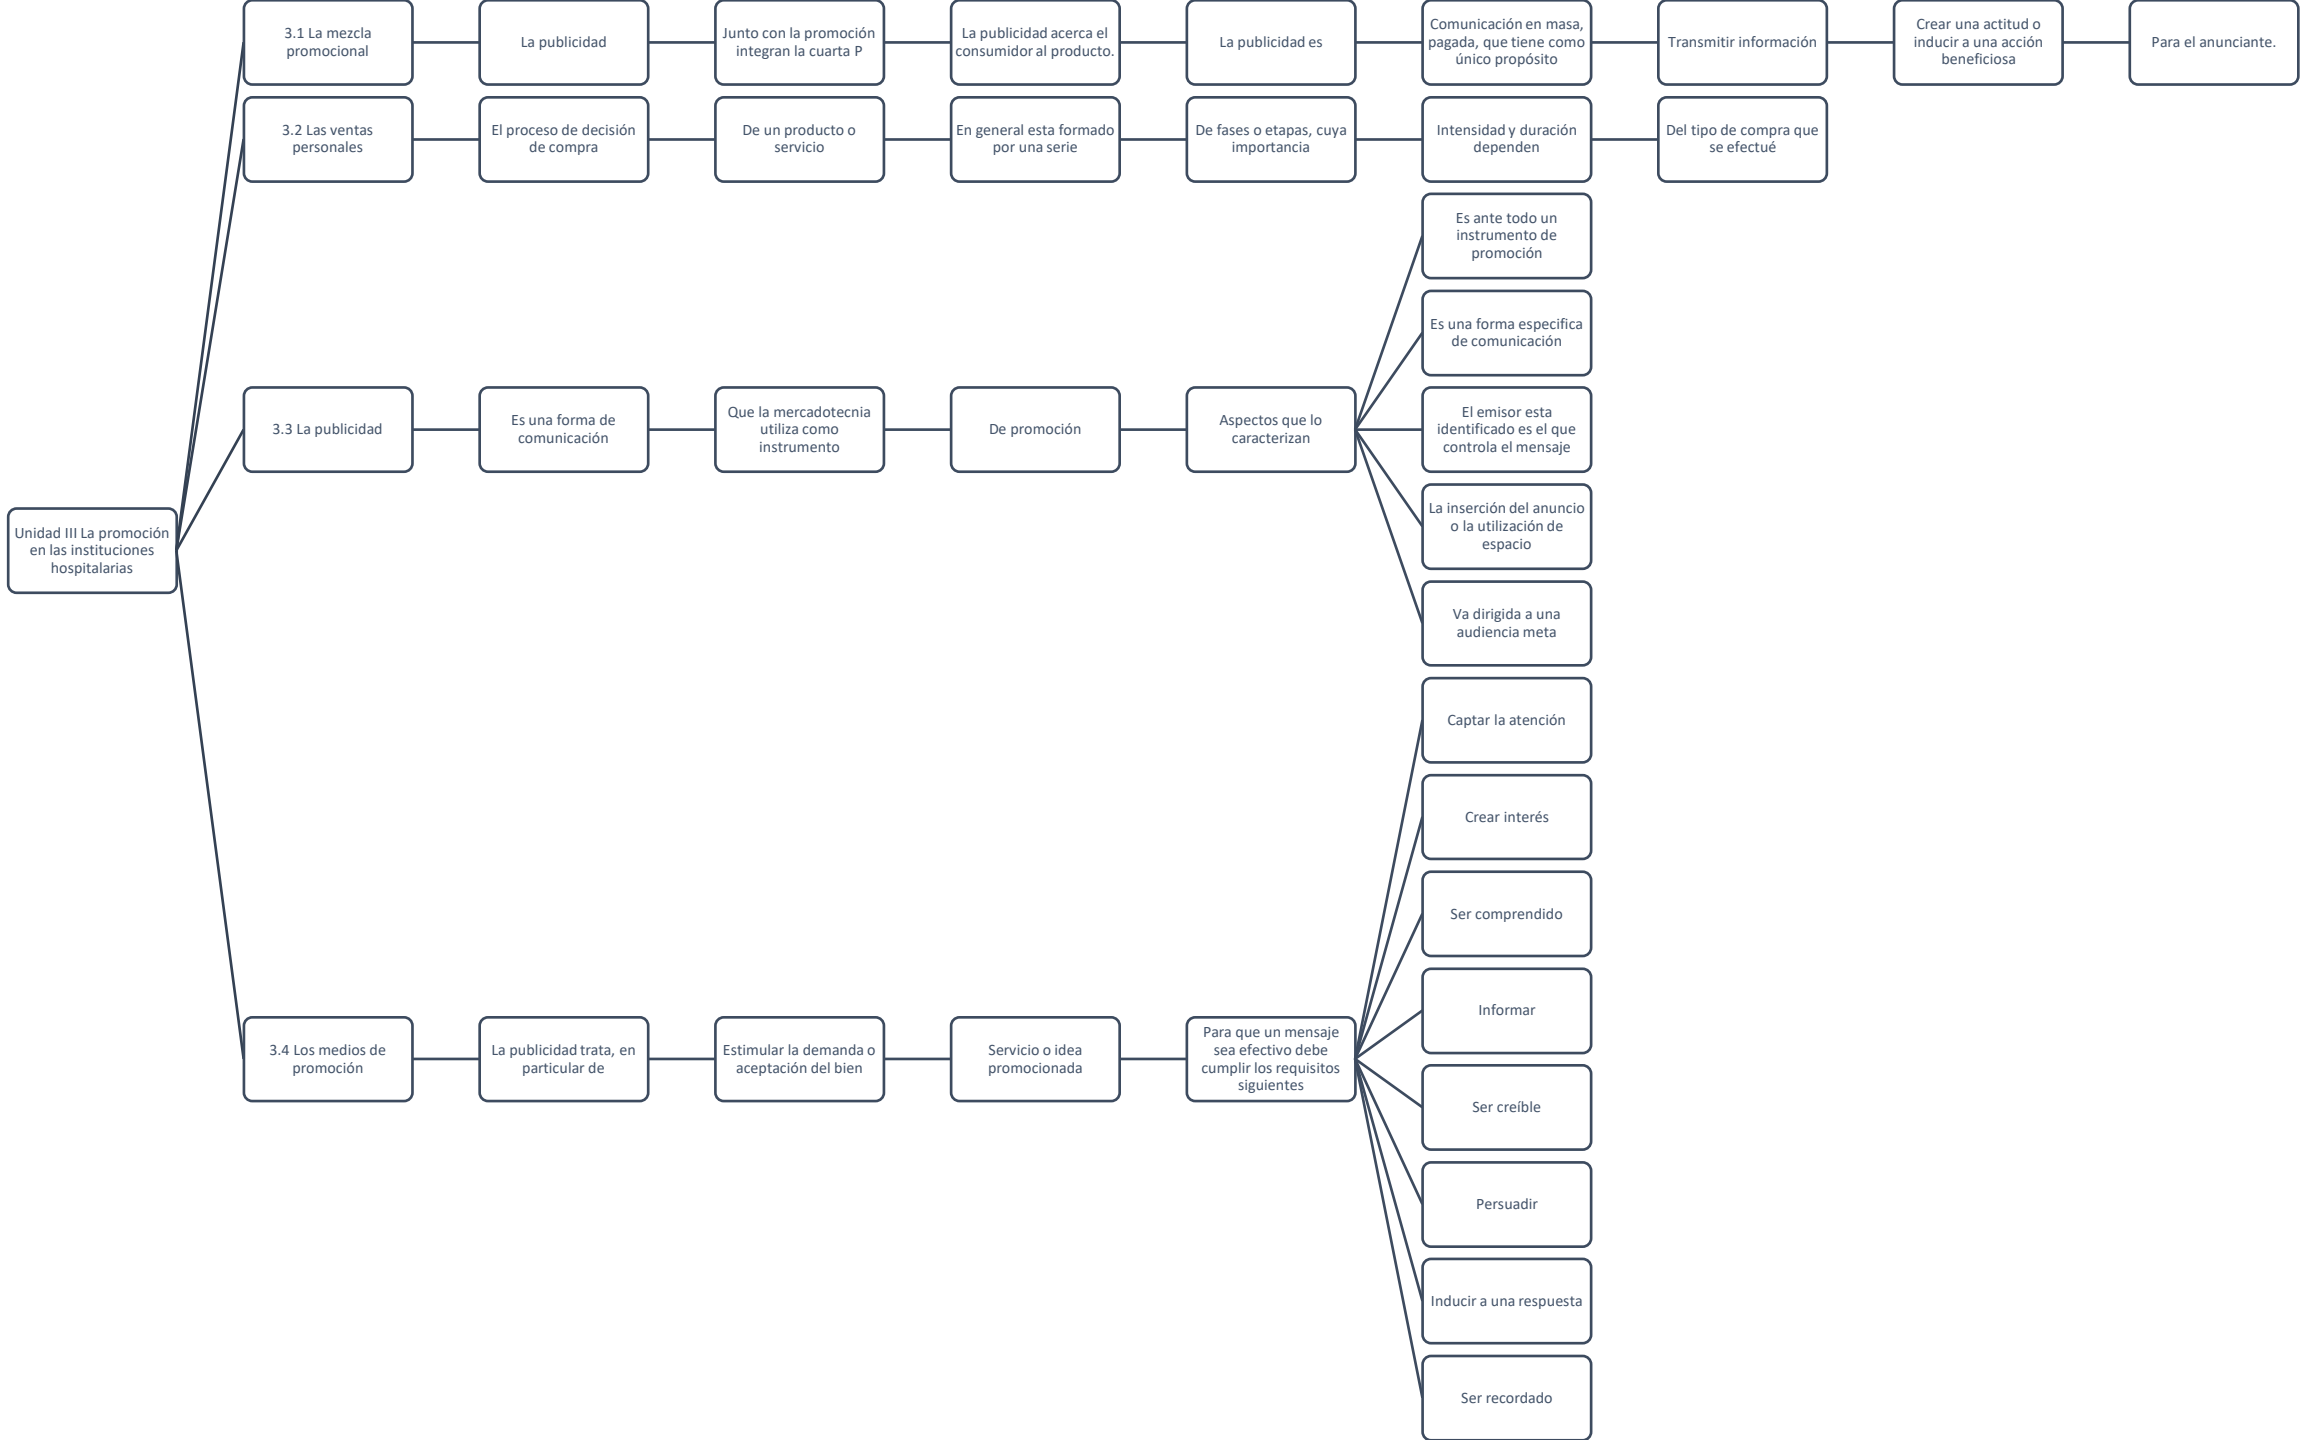 Unidad III La promoción
en las instituciones
hospitalarias
3.1 La mezcla
promocional
La publicidad
Junto con la promoción
integran la cuarta P
La publicidad acerca el
consumidor al producto.
La publicidad es
Comunicación en masa,
pagada, que tiene como
único propósito
Transmitir información
Crear una actitud o
inducir a una acción
beneficiosa
Para el anunciante.
3.2 Las ventas
personales
El proceso de decisión
de compra
De un producto o
servicio
En general esta formado
por una serie
De fases o etapas, cuya
importancia
Intensidad y duración
dependen
Del tipo de compra que
se efectué
3.3 La publicidad
Es una forma de
comunicación
Que la mercadotecnia
utiliza como
instrumento
De promoción
Aspectos que lo
caracterizan
Es ante todo un
instrumento de
promoción
Es una forma especifica
de comunicación
El emisor esta
identificado es el que
controla el mensaje
La inserción del anuncio
o la utilización de
espacio
Va dirigida a una
audiencia meta
3.4 Los medios de
promoción
La publicidad trata, en
particular de
Estimular la demanda o
aceptación del bien
Servicio o idea
promocionada
Para que un mensaje
sea efectivo debe
cumplir los requisitos
siguientes
Captar la atención
Crear interés
Ser comprendido
Informar
Ser creíble
Persuadir
Inducir a una respuesta
Ser recordado